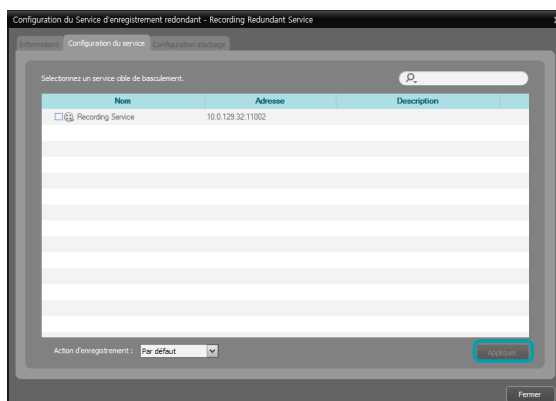 Configuration du Service d'enregistrement redondant - Recording Redundant Service
Informations Configuration du service Configuration stockage
Selectionnez un service cible de basculement.
Nom Adresse Description
Recording Service 10.0.129.32:11002
Action d'enregistrement : Par défaut
Appliquer
Fermer